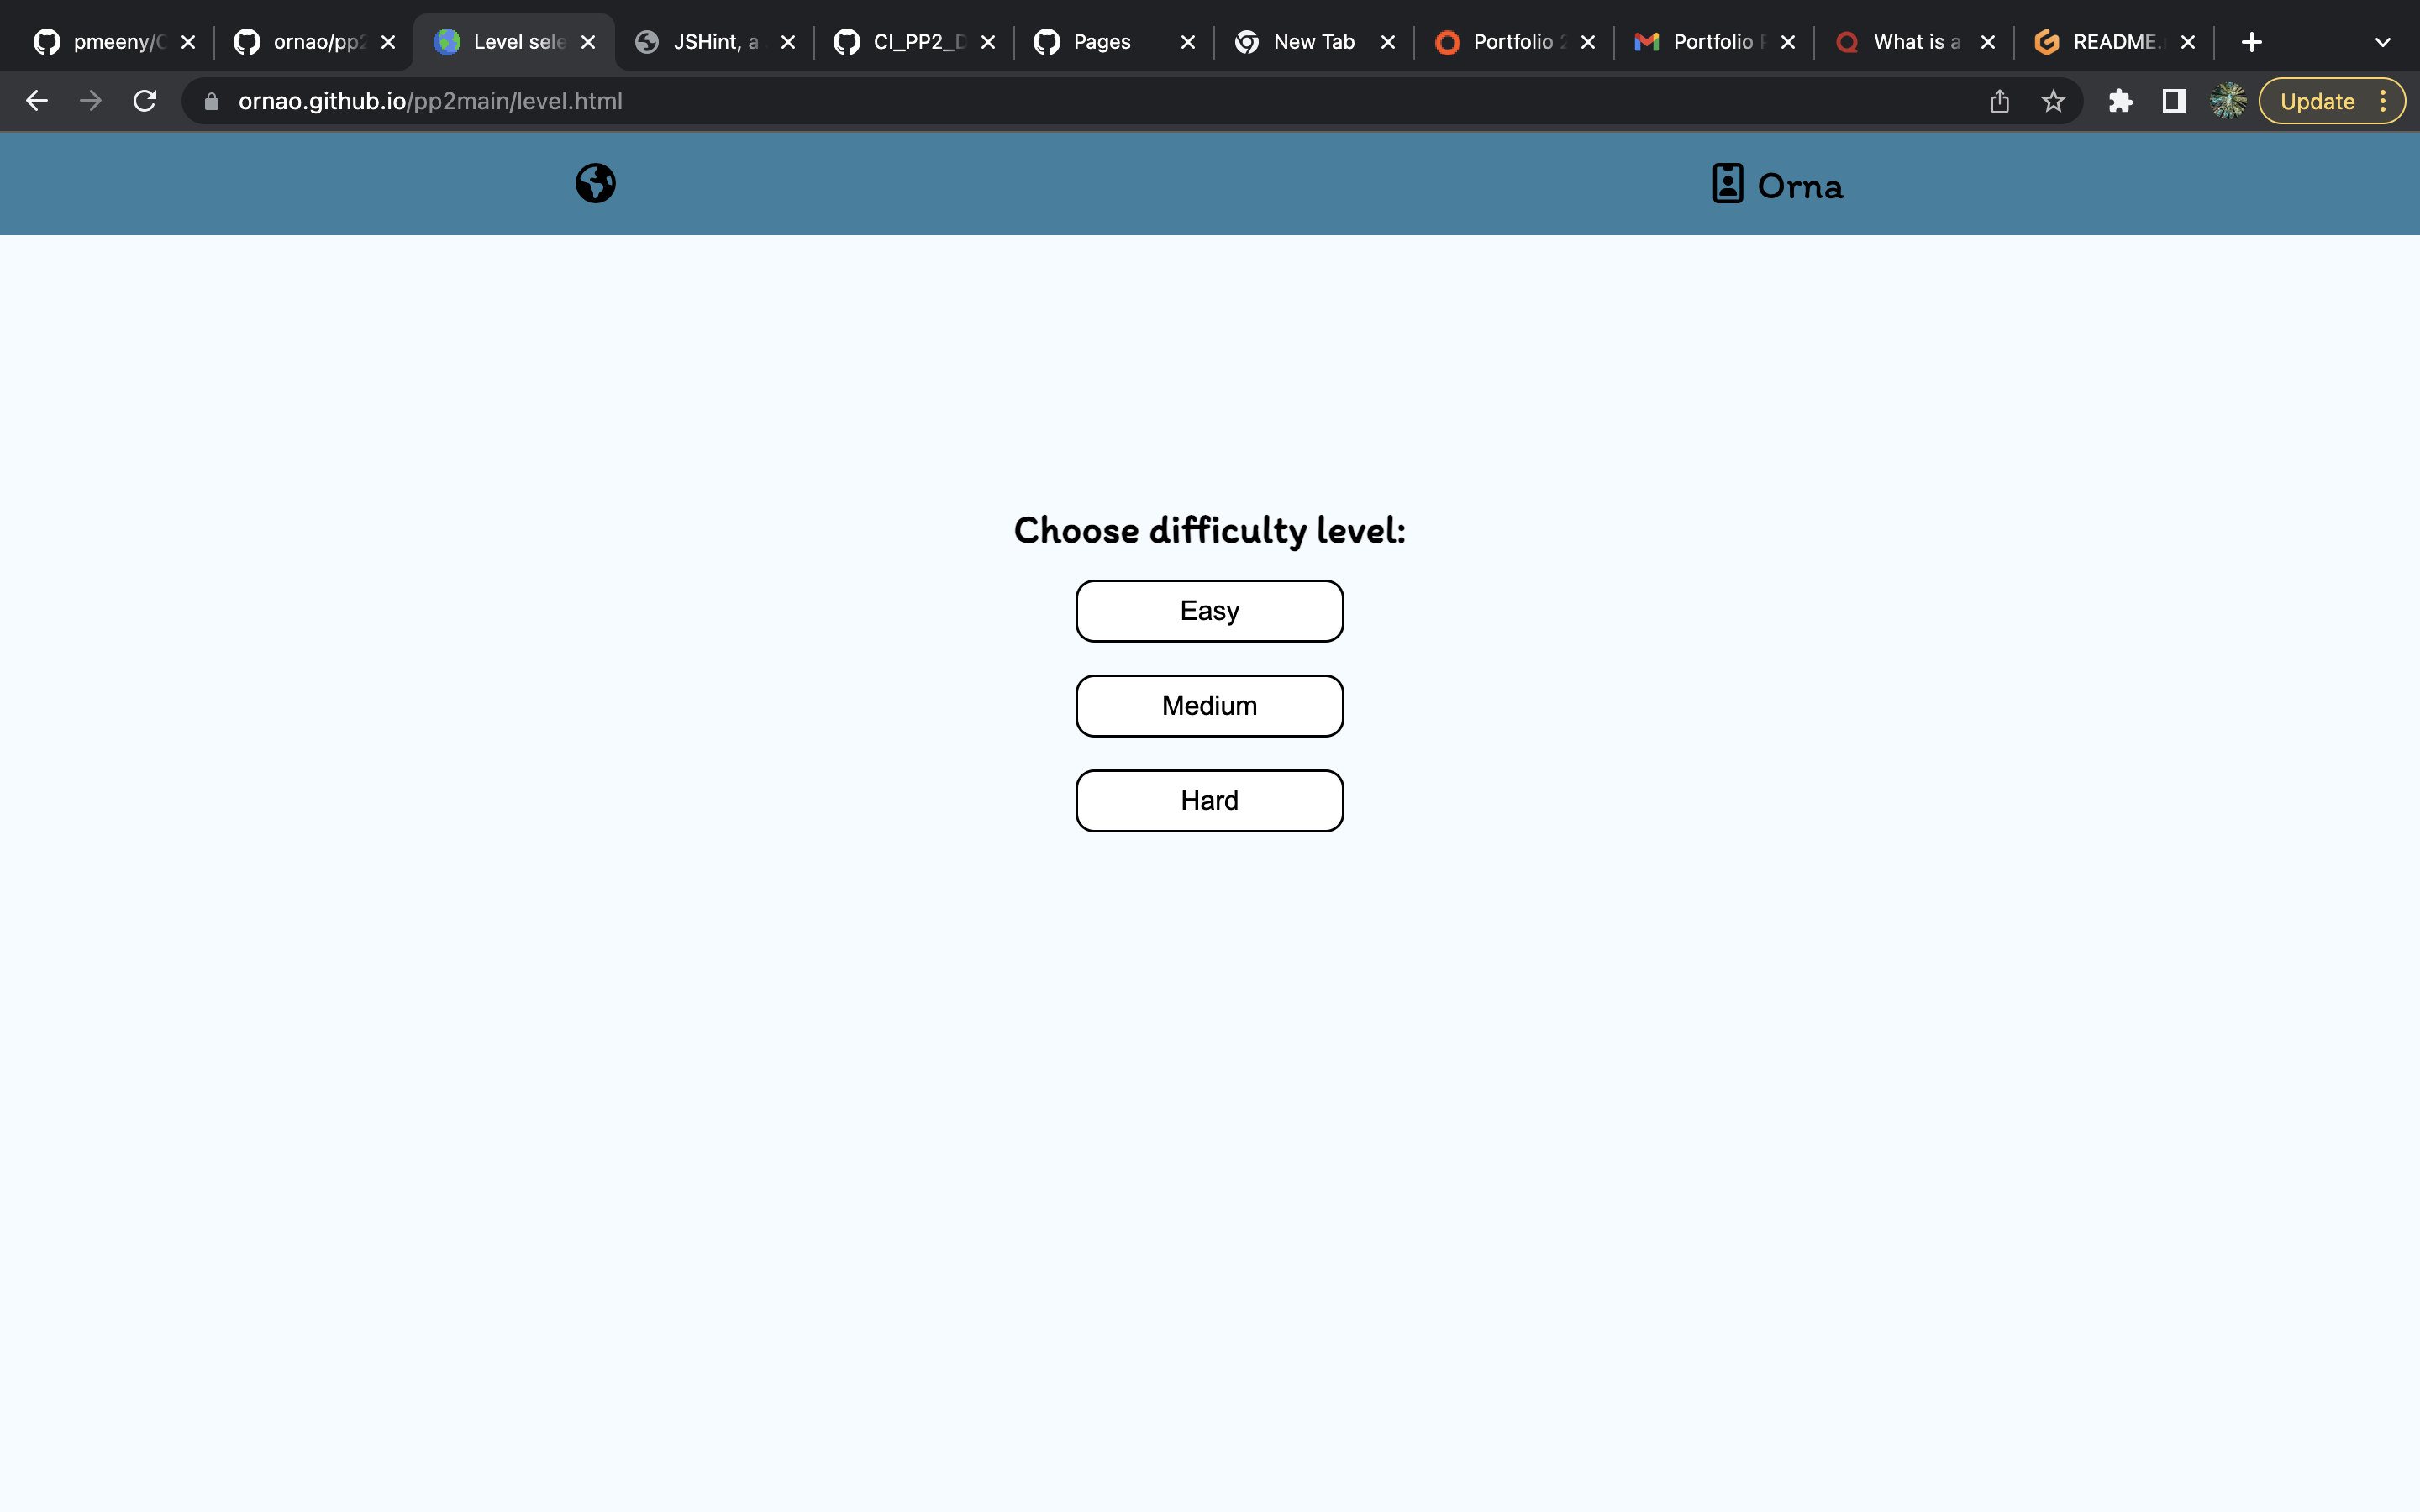 pmeeny/C
ornao/pp2
Level sele
JSHint, a
CI_PP2_D
Pages
New Tab
Portfolio 2
Portfolio P
What is a
README.
ornao.github.io/pp2main/level.html
Update
Orna
Choose difficulty level:
Easy
Medium
Hard